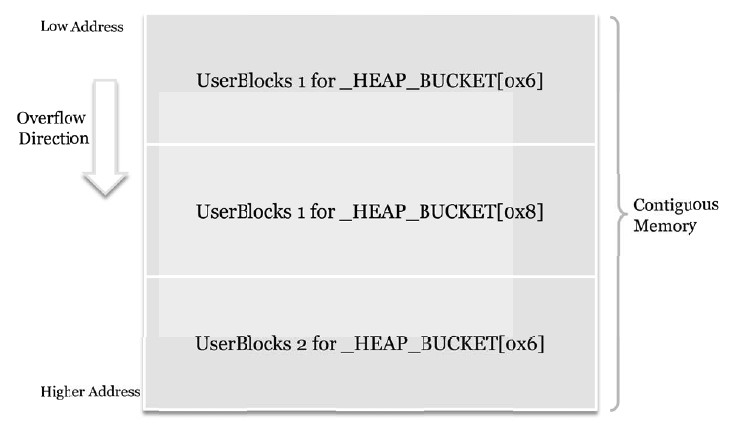 Low Address
UserBlocks 1 for _HEAP_BUCKET[0x6]
Overflow
Direction
UserBlocks 1 for _HEAP_BUCKET[0x8]
Contiguous
Memory
UserBlocks 2 for _HEAP_BUCKET[0x6]
Higher Address